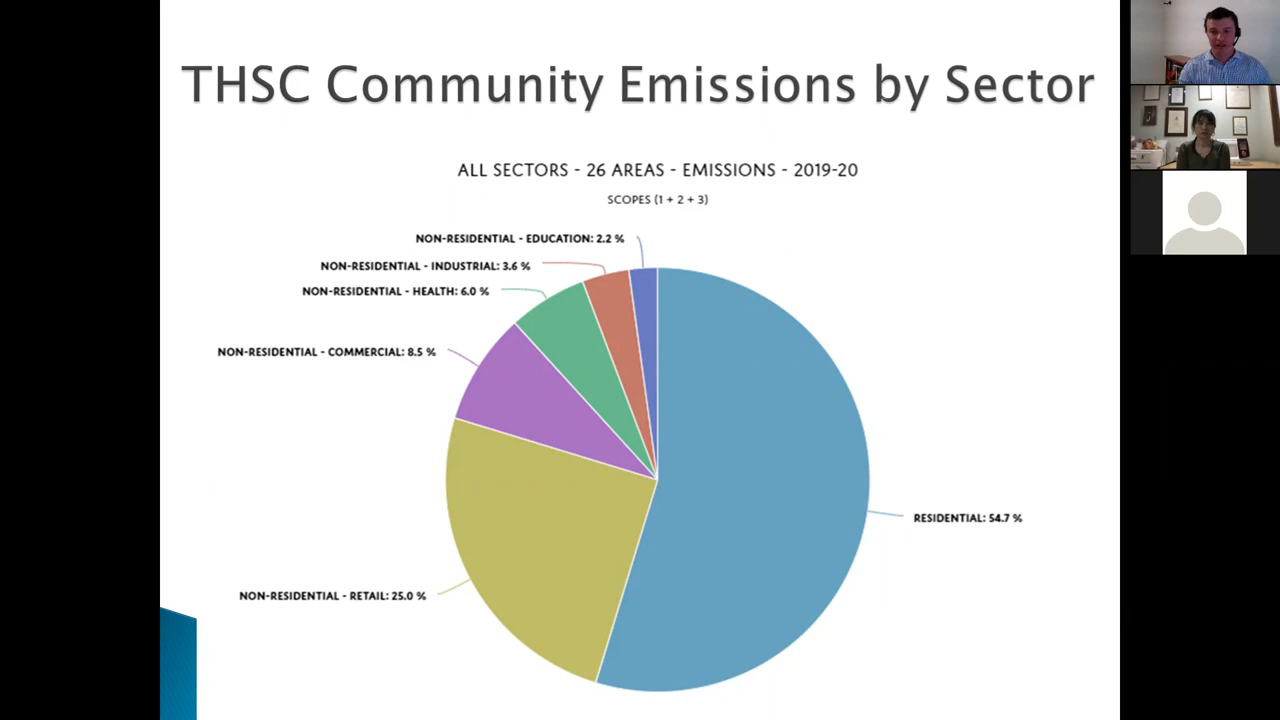 THSC Community Emissions by Sector
ALL SECTORS - 26 AREAS - EMISSIONS - 2019-20
SCOPES (1 + 2 + 3)
NON-RESIDENTIAL - EDUCATION: 2.2 %
NON-RESIDENTIAL - INDUSTRIAL: 3.6 %
NON-RESIDENTIAL - HEALTH: 6.0 %
NON-RESIDENTIAL - COMMERCIAL: 8.5 %
RESIDENTIAL: 54.7 %
NON-RESIDENTIAL - RETAIL: 25.0 %